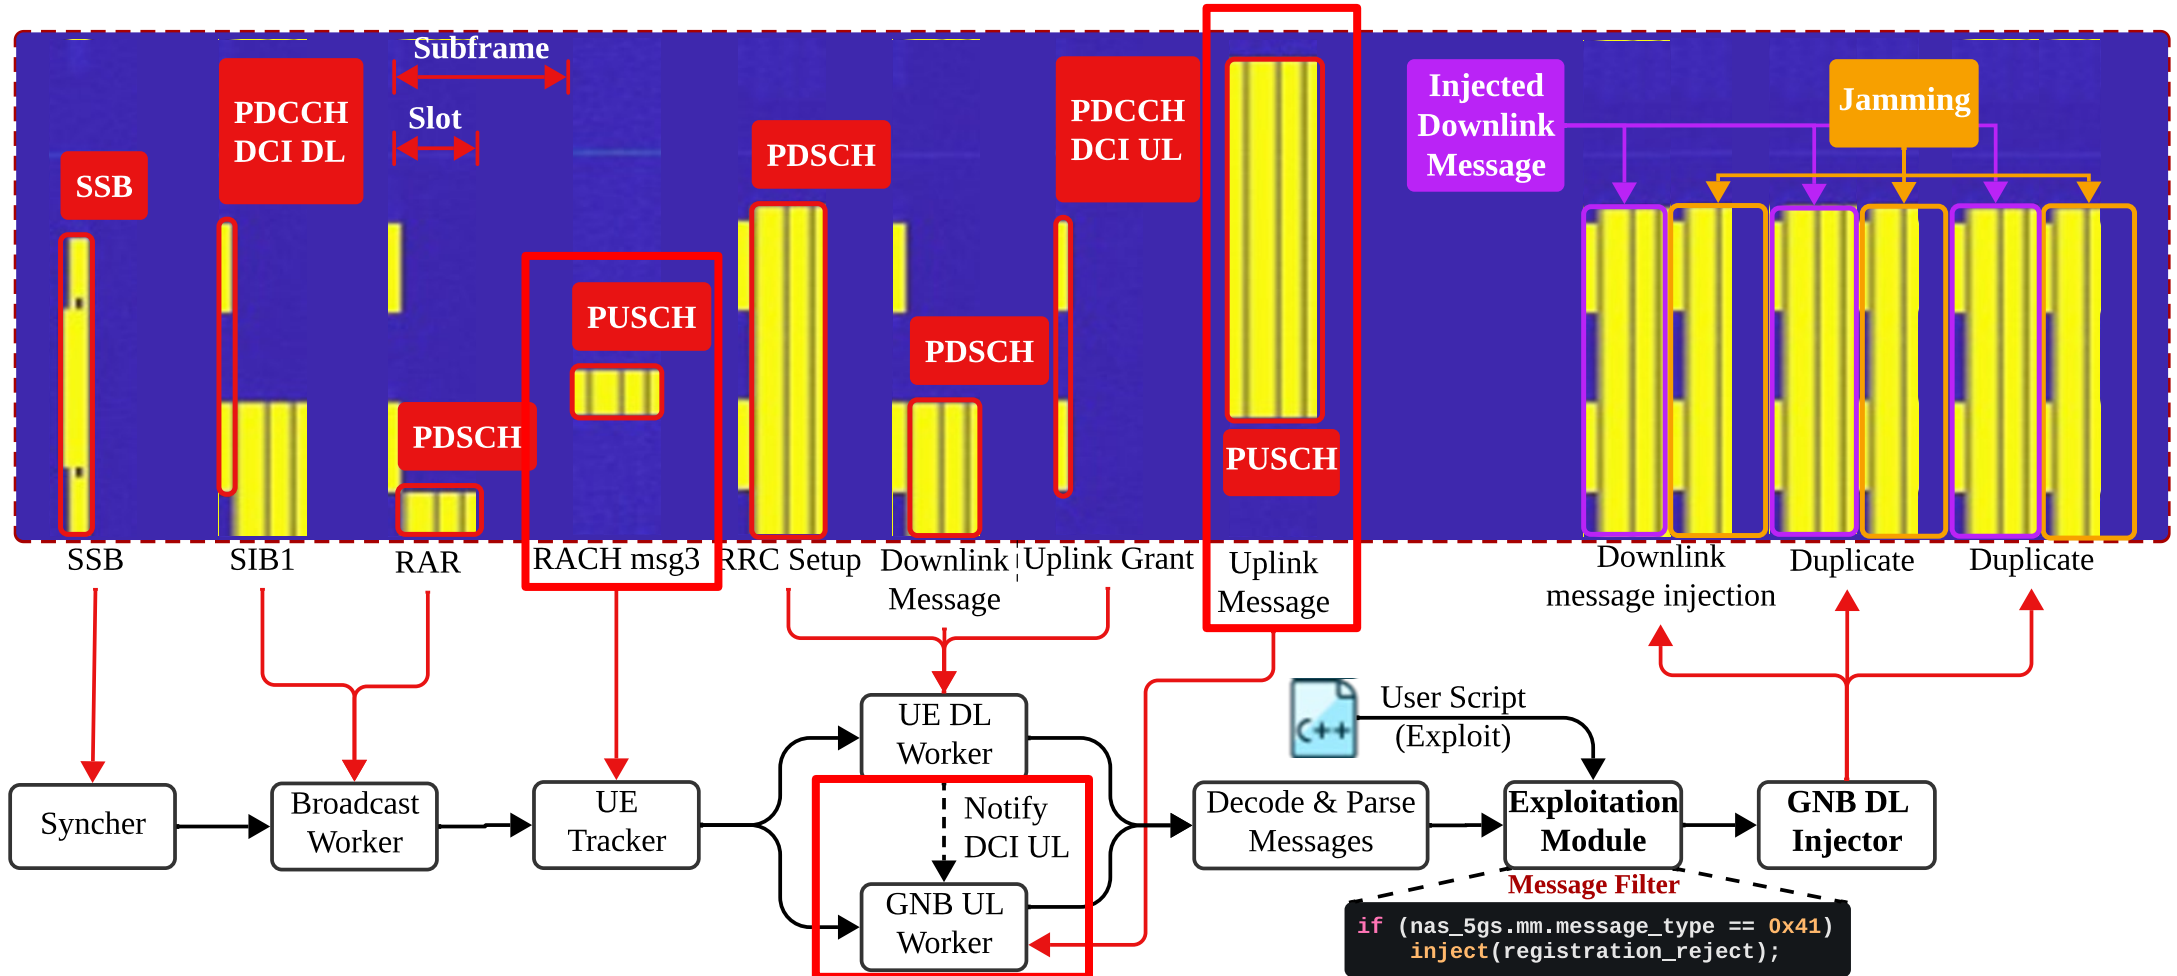 Subframe
Slot
SSB
PDCCH
DCI DL
PDSCH
PUSCH
PDSCH
PDSCH
PDCCH
DCI UL
PUSCH
Injected
Downlink
Message
Jamming
SSB
SIB1
RAR
RACH msg3
RRC Setup
Downlink
Message
Uplink Grant
Uplink
Message
Downlink
message injection
Duplicate
Duplicate
Syncher
Broadcast
Worker
UE
Tracker
UE DL
Worker
Notify
DCI UL
GNB UL
Worker
Decode & Parse
Messages
C++
User Script
(Exploit)
Exploitation
Module
GNB DL
Injector
Message Filter
if (nas_5gs.mm.message_type == 0x41)
inject(registration_reject);